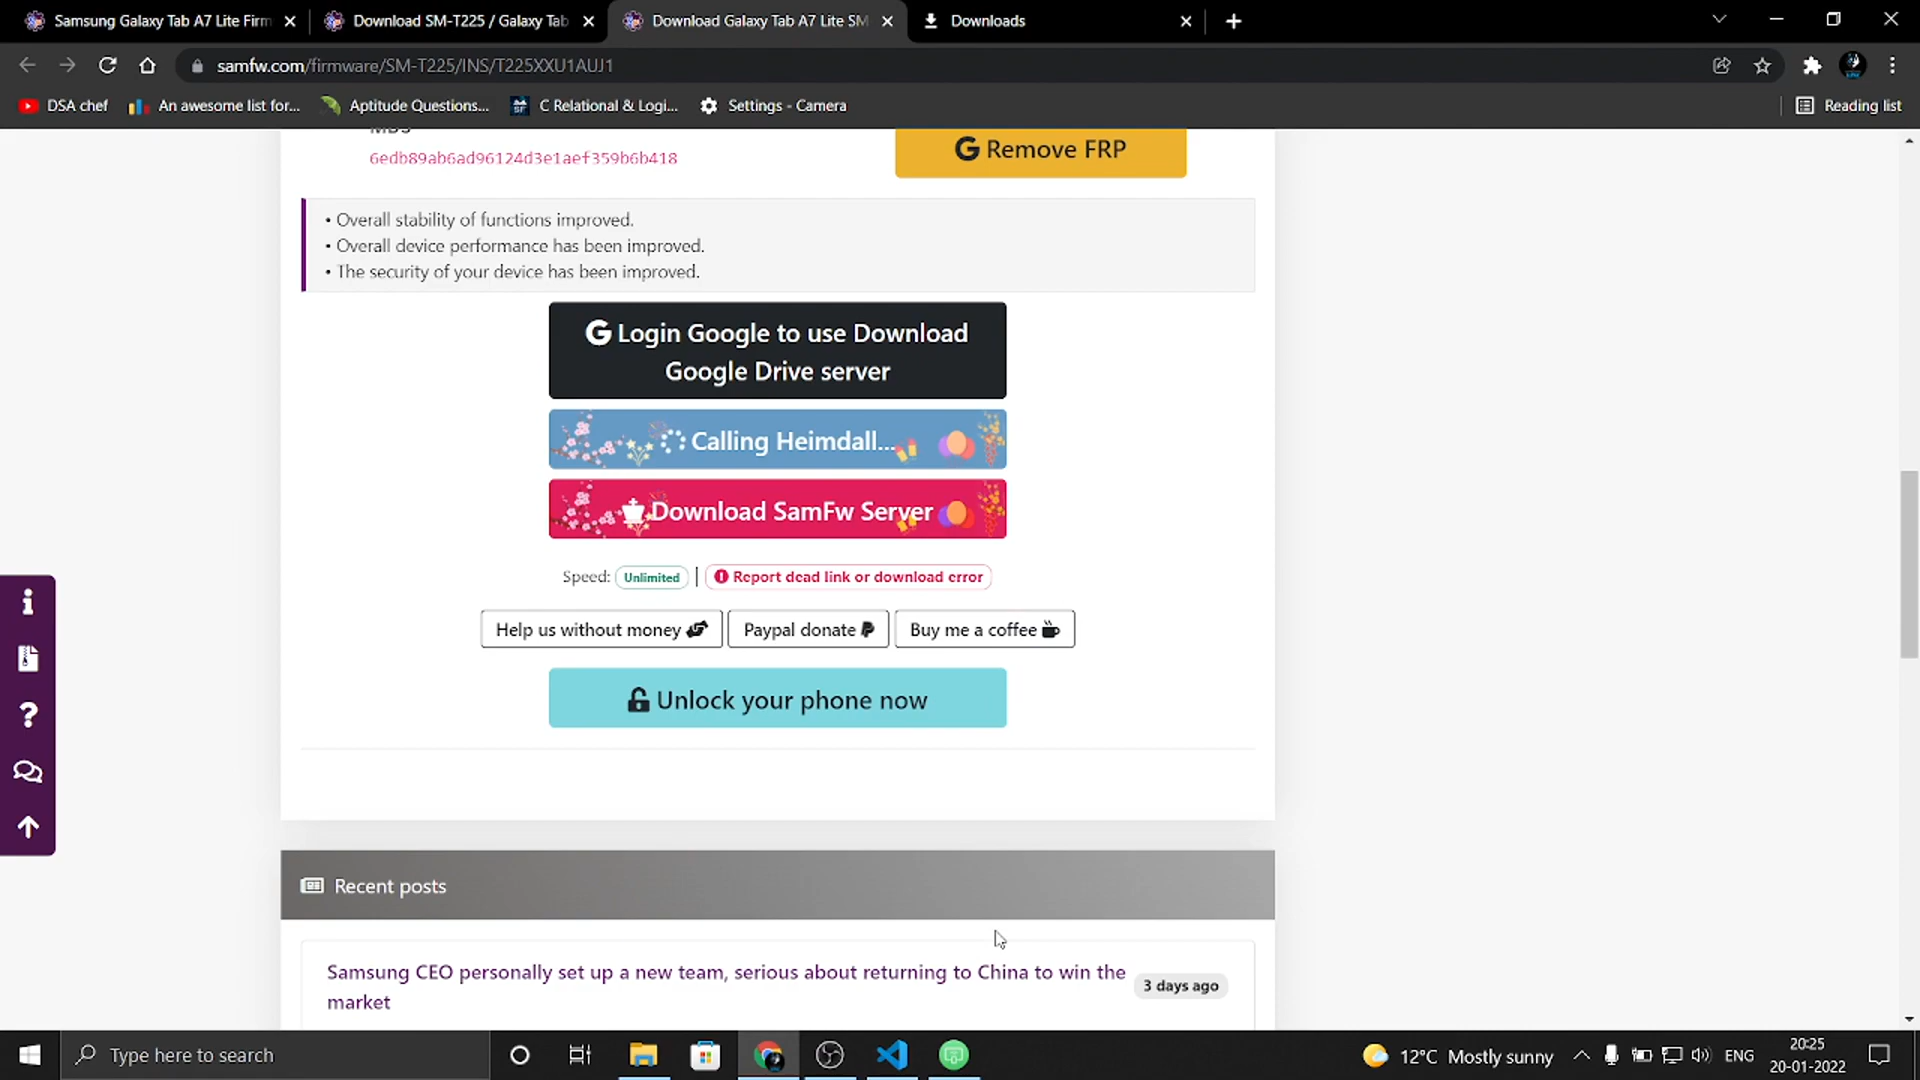 Samsung Galaxy Tab A7 Lite Firm
Download SM-T225 / Galaxy Tab
Download Galaxy Tab A7 Lite SM
Downloads
samfw.com/firmware/SM-T225/INS/T225XXU1AUJ1
DSA chef
An awesome list for...
Aptitude Questions...
C Relational & Logi...
Settings - Camera
Reading list
MD5
6edb89ab6ad96124d3e1aef359b6b418
Remove FRP
• Overall stability of functions improved.
• Overall device performance has been improved.
• The security of your device has been improved.
Login Google to use Download
Google Drive server
Calling Heimdall...
Download SamFw Server
Speed: Unlimited | Report dead link or download error
Help us without money
Paypal donate
Buy me a coffee
Unlock your phone now
Recent posts
Samsung CEO personally set up a new team, serious about returning to China to win the
market
3 days ago
Type here to search
12°C Mostly sunny
ENG
20:25
20-01-2022